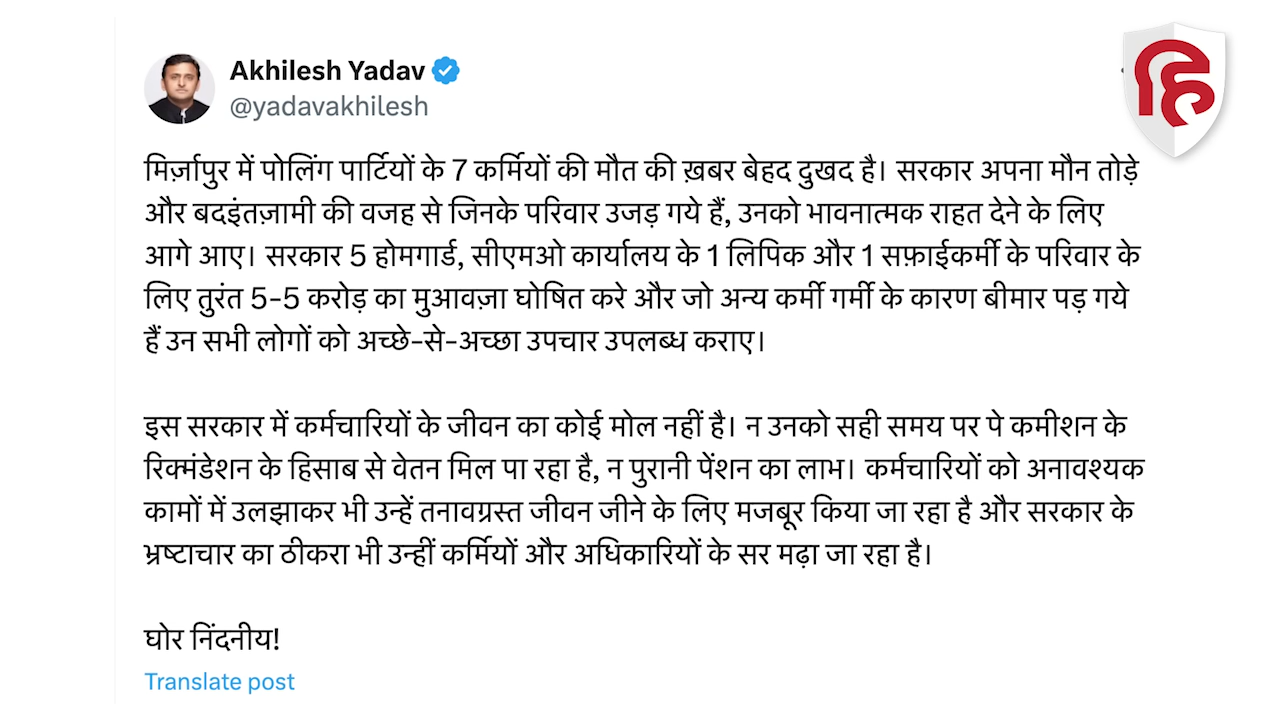 Akhilesh Yadav
@yadavakhilesh
हि
मिर्ज़ापुर में पोलिंग पार्टियों के 7 कर्मियों की मौत की ख़बर बेहद दुखद है। सरकार अपना मौन तोड़े
और बदइंतज़ामी की वजह से जिनके परिवार उजड़ गये हैं, उनको भावनात्मक राहत देने के लिए
आगे आए। सरकार 5 होमगार्ड, सीएमओ कार्यालय के 1 लिपिक और 1 सफ़ाईकर्मी के परिवार के
लिए तुरंत 5-5 करोड़ का मुआवज़ा घोषित करे और जो अन्य कर्मी गर्मी के कारण बीमार पड़ गये
हैं उन सभी लोगों को अच्छे-से-अच्छा उपचार उपलब्ध कराए।
इस सरकार में कर्मचारियों के जीवन का कोई मोल नहीं है। न उनको सही समय पर पे कमीशन के
रिक्मंडेशन के हिसाब से वेतन मिल पा रहा है, न पुरानी पेंशन का लाभ। कर्मचारियों को अनावश्यक
कामों में उलझाकर भी उन्हें तनावग्रस्त जीवन जीने के लिए मजबूर किया जा रहा है और सरकार के
भ्रष्टाचार का ठीकरा भी उन्हीं कर्मियों और अधिकारियों के सर मढ़ा जा रहा है।
घोर निंदनीय!
Translate post